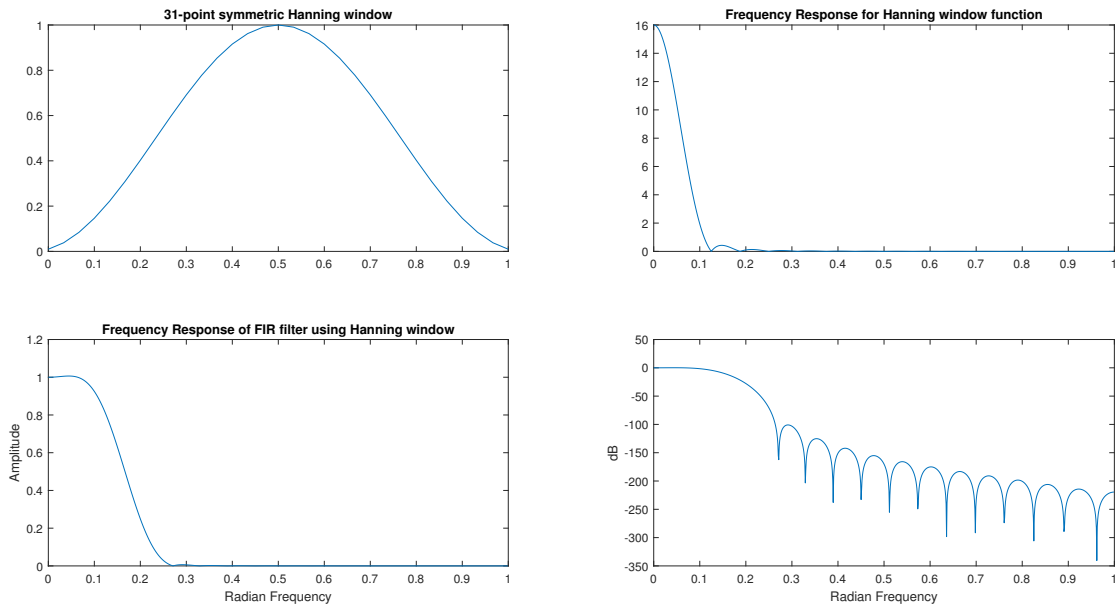 31-point symmetric Hanning window
1
0.8
0.6
0.4
0.2
0
0 0.1 0.2 0.3 0.4 0.5 0.6 0.7 0.8 0.9 1
Frequency Response for Hanning window function
16
14
12
10
8
6
4
2
0
0 0.1 0.2 0.3 0.4 0.5 0.6 0.7 0.8 0.9 1
Frequency Response of FIR filter using Hanning window
1.2
1
0.8
0.6
0.4
0.2
0
Amplitude
0 0.1 0.2 0.3 0.4 0.5 0.6 0.7 0.8 0.9 1
Radian Frequency
50
0
-50
-100
-150
-200
-250
-300
-350
dB
0 0.1 0.2 0.3 0.4 0.5 0.6 0.7 0.8 0.9 1
Radian Frequency